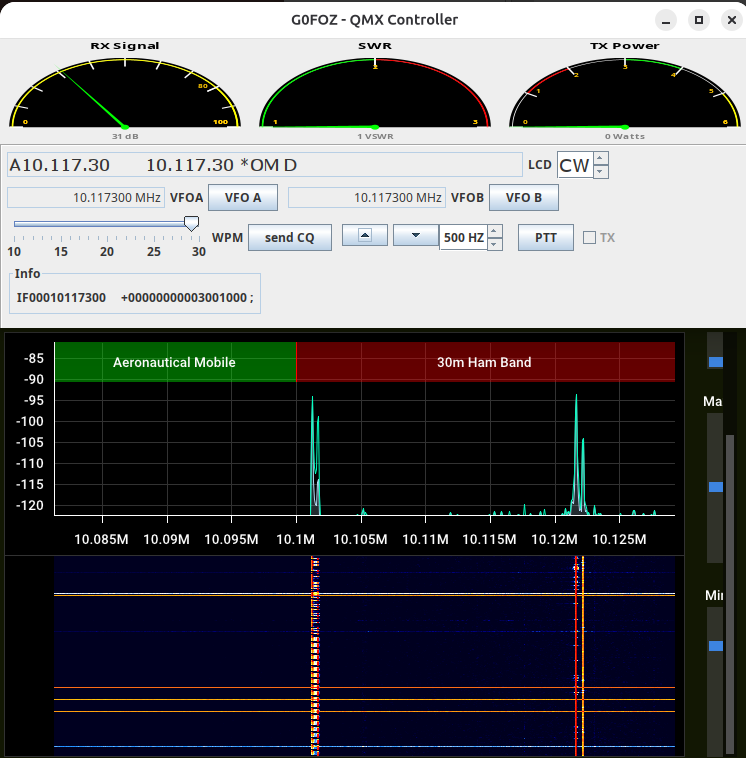 G0FOZ - QMX Controller
RX Signal
SWR
TX Power
0 80 100
1 2 3
0 1 2 3 5 6
31 dB
1 VSWR
0 Watts
A10.117.30 10.117.30 *OM D
LCD CW
10.117300 MHz VFOA VFO A
10.117300 MHz VFOB VFO B
10 15 20 25 30
WPM send CQ 500 HZ PTT TX
Info
IF00010117300 +00000000003001000 ;
Aeronautical Mobile
30m Ham Band
-85
-90
-95
-100
-105
-110
-115
-120
10.085M 10.09M 10.095M 10.1M 10.105M 10.11M 10.115M 10.12M 10.125M
Ma
Min